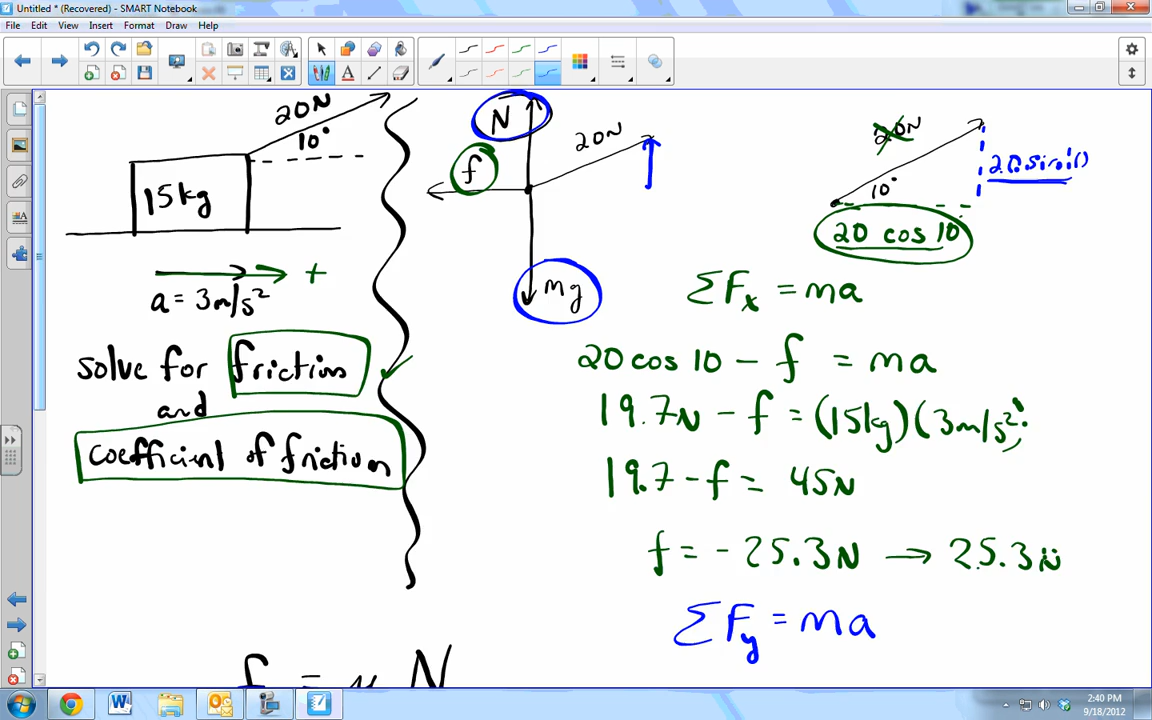 Untitled * (Recovered) - SMART Notebook
File Edit View Insert Format Draw Help
20N
10°
15kg
a = 3m/s²
+
solve for friction
and
coefficient of friction
N
f
20N
mg
20N
10°
20 sin 10
20 cos 10
ΣFx = ma
20 cos 10 - f = ma
19.7N - f = (15kg)(3m/s²)
19.7 - f = 45N
f = -25.3N → 25.3N
ΣFy = ma
f = μ N
2:40 PM
9/18/2012